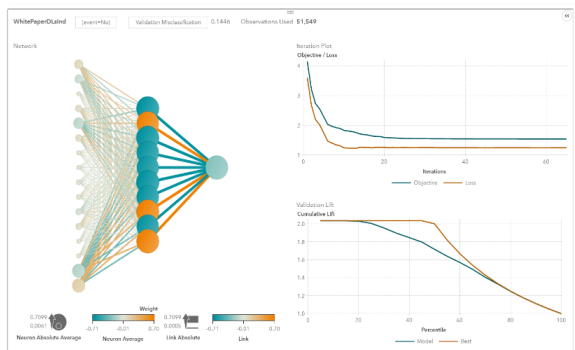 WhitePaperDLaInd (event=No) Validation Misclassification 0.1446 Observations Used 51,549
Network
Weight
0.7099
0.0061
Neuron Absolute Average
-0.71 -0.00 0.70
Neuron Average
0.7099
0.0005
Link Absolute
-0.71 -0.00 0.70
Link
Iteration Plot
Objective / Loss
4
3
2
1
0 20 40 60
Iterations
Objective Loss
Validation Lift
Cumulative Lift
2.0
1.8
1.6
1.4
1.2
1.0
0 20 40 60 80 100
Percentile
Model Best